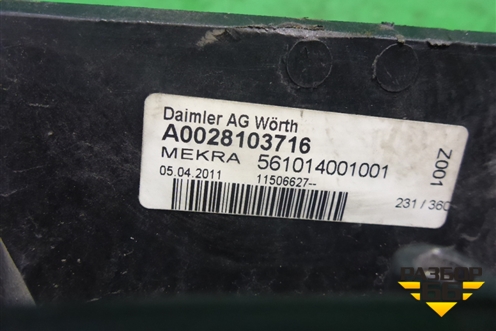 Daimler AG Wörth
A0028103716
MEKRA 561014001001
05.04.2011 11506627--
Z001
231 / 360
РАЗБОР